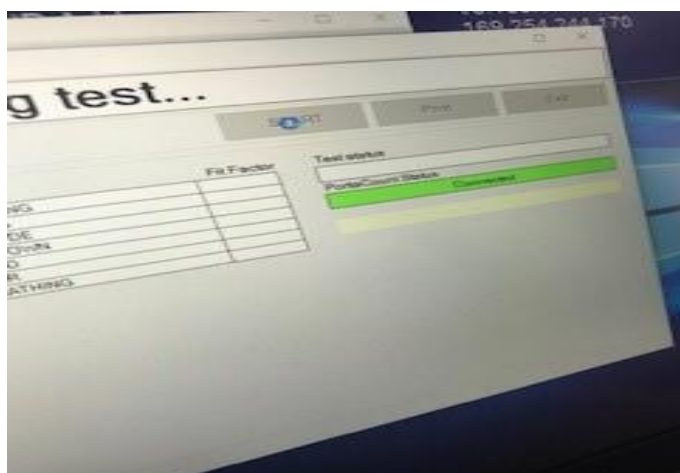 169.254.244.170
g test...
START Print Exit
Fit Factor
Test status
PortaCount Status
Connected
NG
DE
OWN
R
ATHING